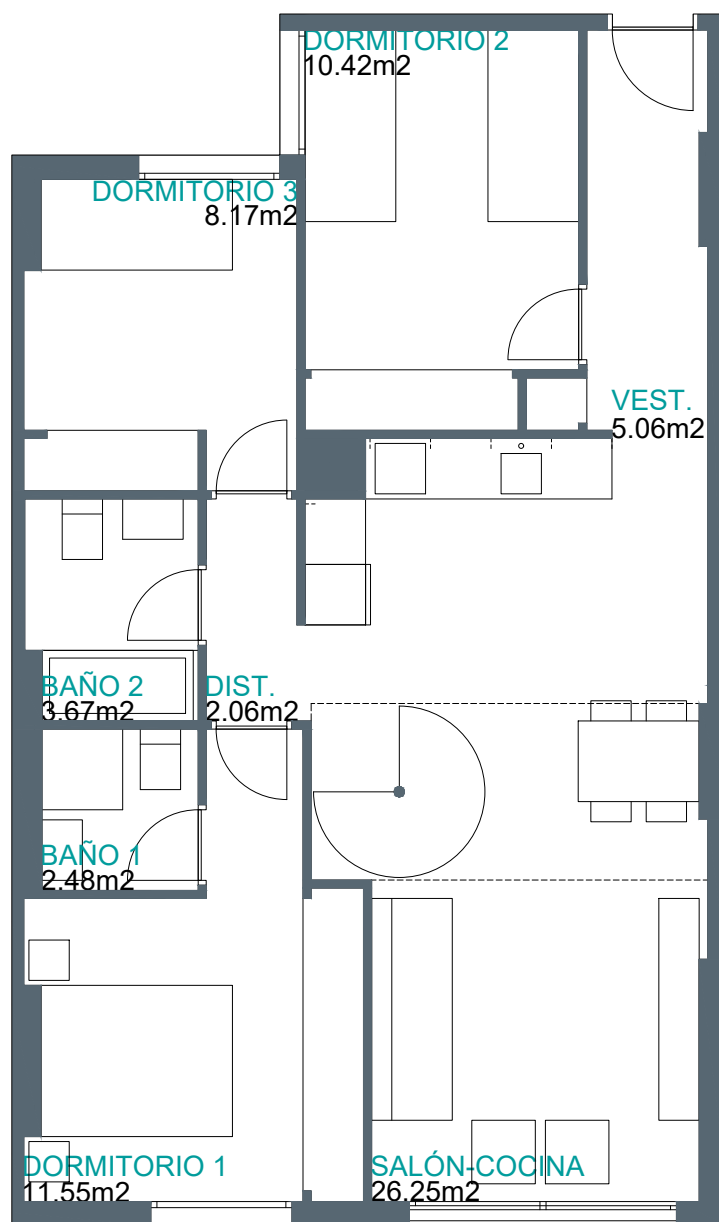 DORMITORIO 2
10.42m2
DORMITORIO 3
8.17m2
VEST.
5.06m2
BAÑO 2
3.67m2
DIST.
2.06m2
BAÑO 1
2.48m2
DORMITORIO 1
11.55m2
SALÓN-COCINA
26.25m2